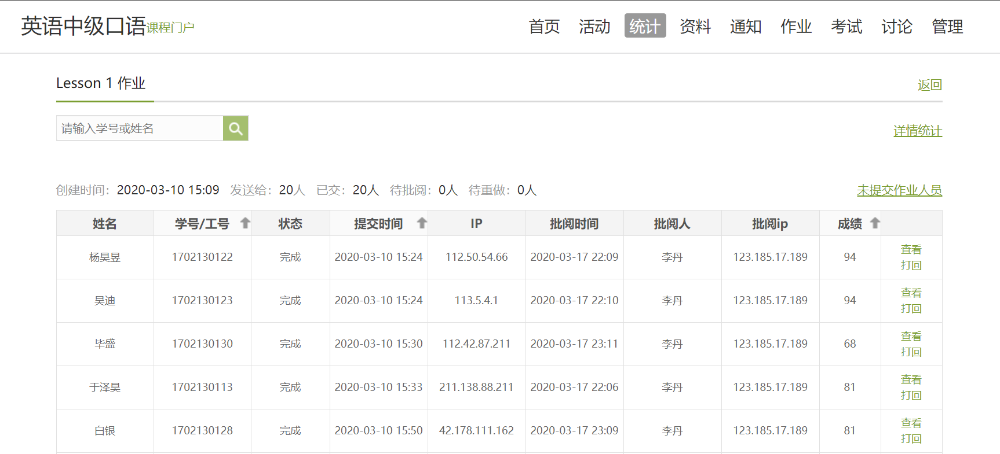 英语中级口语课程门户 首页 活动 统计 资料 通知 作业 考试 讨论 管理
Lesson 1 作业 返回
请输入学号或姓名 详情统计
创建时间：2020-03-10 15:09 发送给：20人 已交：20人 待批阅：0人 待重做：0人 未提交作业人员
姓名 学号/工号 状态 提交时间 IP 批阅时间 批阅人 批阅ip 成绩
杨昊昱 1702130122 完成 2020-03-10 15:24 112.50.54.66 2020-03-17 22:09 李丹 123.185.17.189 94 查看 打回
吴迪 1702130123 完成 2020-03-10 15:24 113.5.4.1 2020-03-17 22:10 李丹 123.185.17.189 94 查看 打回
毕盛 1702130130 完成 2020-03-10 15:30 112.42.87.211 2020-03-17 23:11 李丹 123.185.17.189 68 查看 打回
于泽昊 1702130113 完成 2020-03-10 15:33 211.138.88.211 2020-03-17 22:06 李丹 123.185.17.189 81 查看 打回
白银 1702130128 完成 2020-03-10 15:50 42.178.111.162 2020-03-17 23:09 李丹 123.185.17.189 81 查看 打回